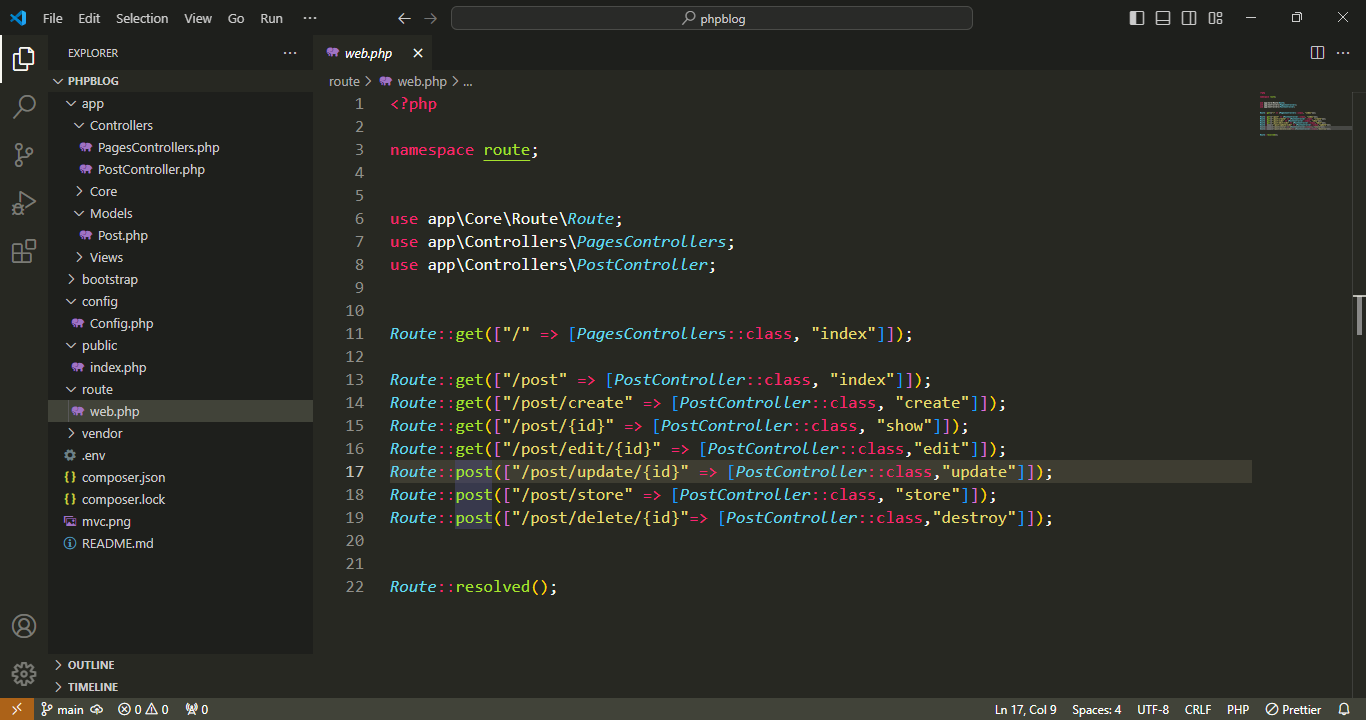 File Edit Selection View Go Run ···
phpblog
EXPLORER ···
PHPBLOG
app
Controllers
PagesControllers.php
PostController.php
Core
Models
Post.php
Views
bootstrap
config
Config.php
public
index.php
route
web.php
vendor
.env
composer.json
composer.lock
mvc.png
README.md
OUTLINE
TIMELINE
web.php
route > web.php > ...
1 <?php
2
3 namespace route;
4
5
6 use app\Core\Route\Route;
7 use app\Controllers\PagesControllers;
8 use app\Controllers\PostController;
9
10
11 Route::get(["/" => [PagesControllers::class, "index"]]);
12
13 Route::get(["/post" => [PostController::class, "index"]]);
14 Route::get(["/post/create" => [PostController::class, "create"]]);
15 Route::get(["/post/{id}" => [PostController::class, "show"]]);
16 Route::get(["/post/edit/{id}" => [PostController::class,"edit"]]);
17 Route::post(["/post/update/{id}" => [PostController::class,"update"]]);
18 Route::post(["/post/store" => [PostController::class, "store"]]);
19 Route::post(["/post/delete/{id}"=> [PostController::class,"destroy"]]);
20
21
22 Route::resolved();
main 0 0 0 Ln 17, Col 9 Spaces: 4 UTF-8 CRLF PHP Prettier